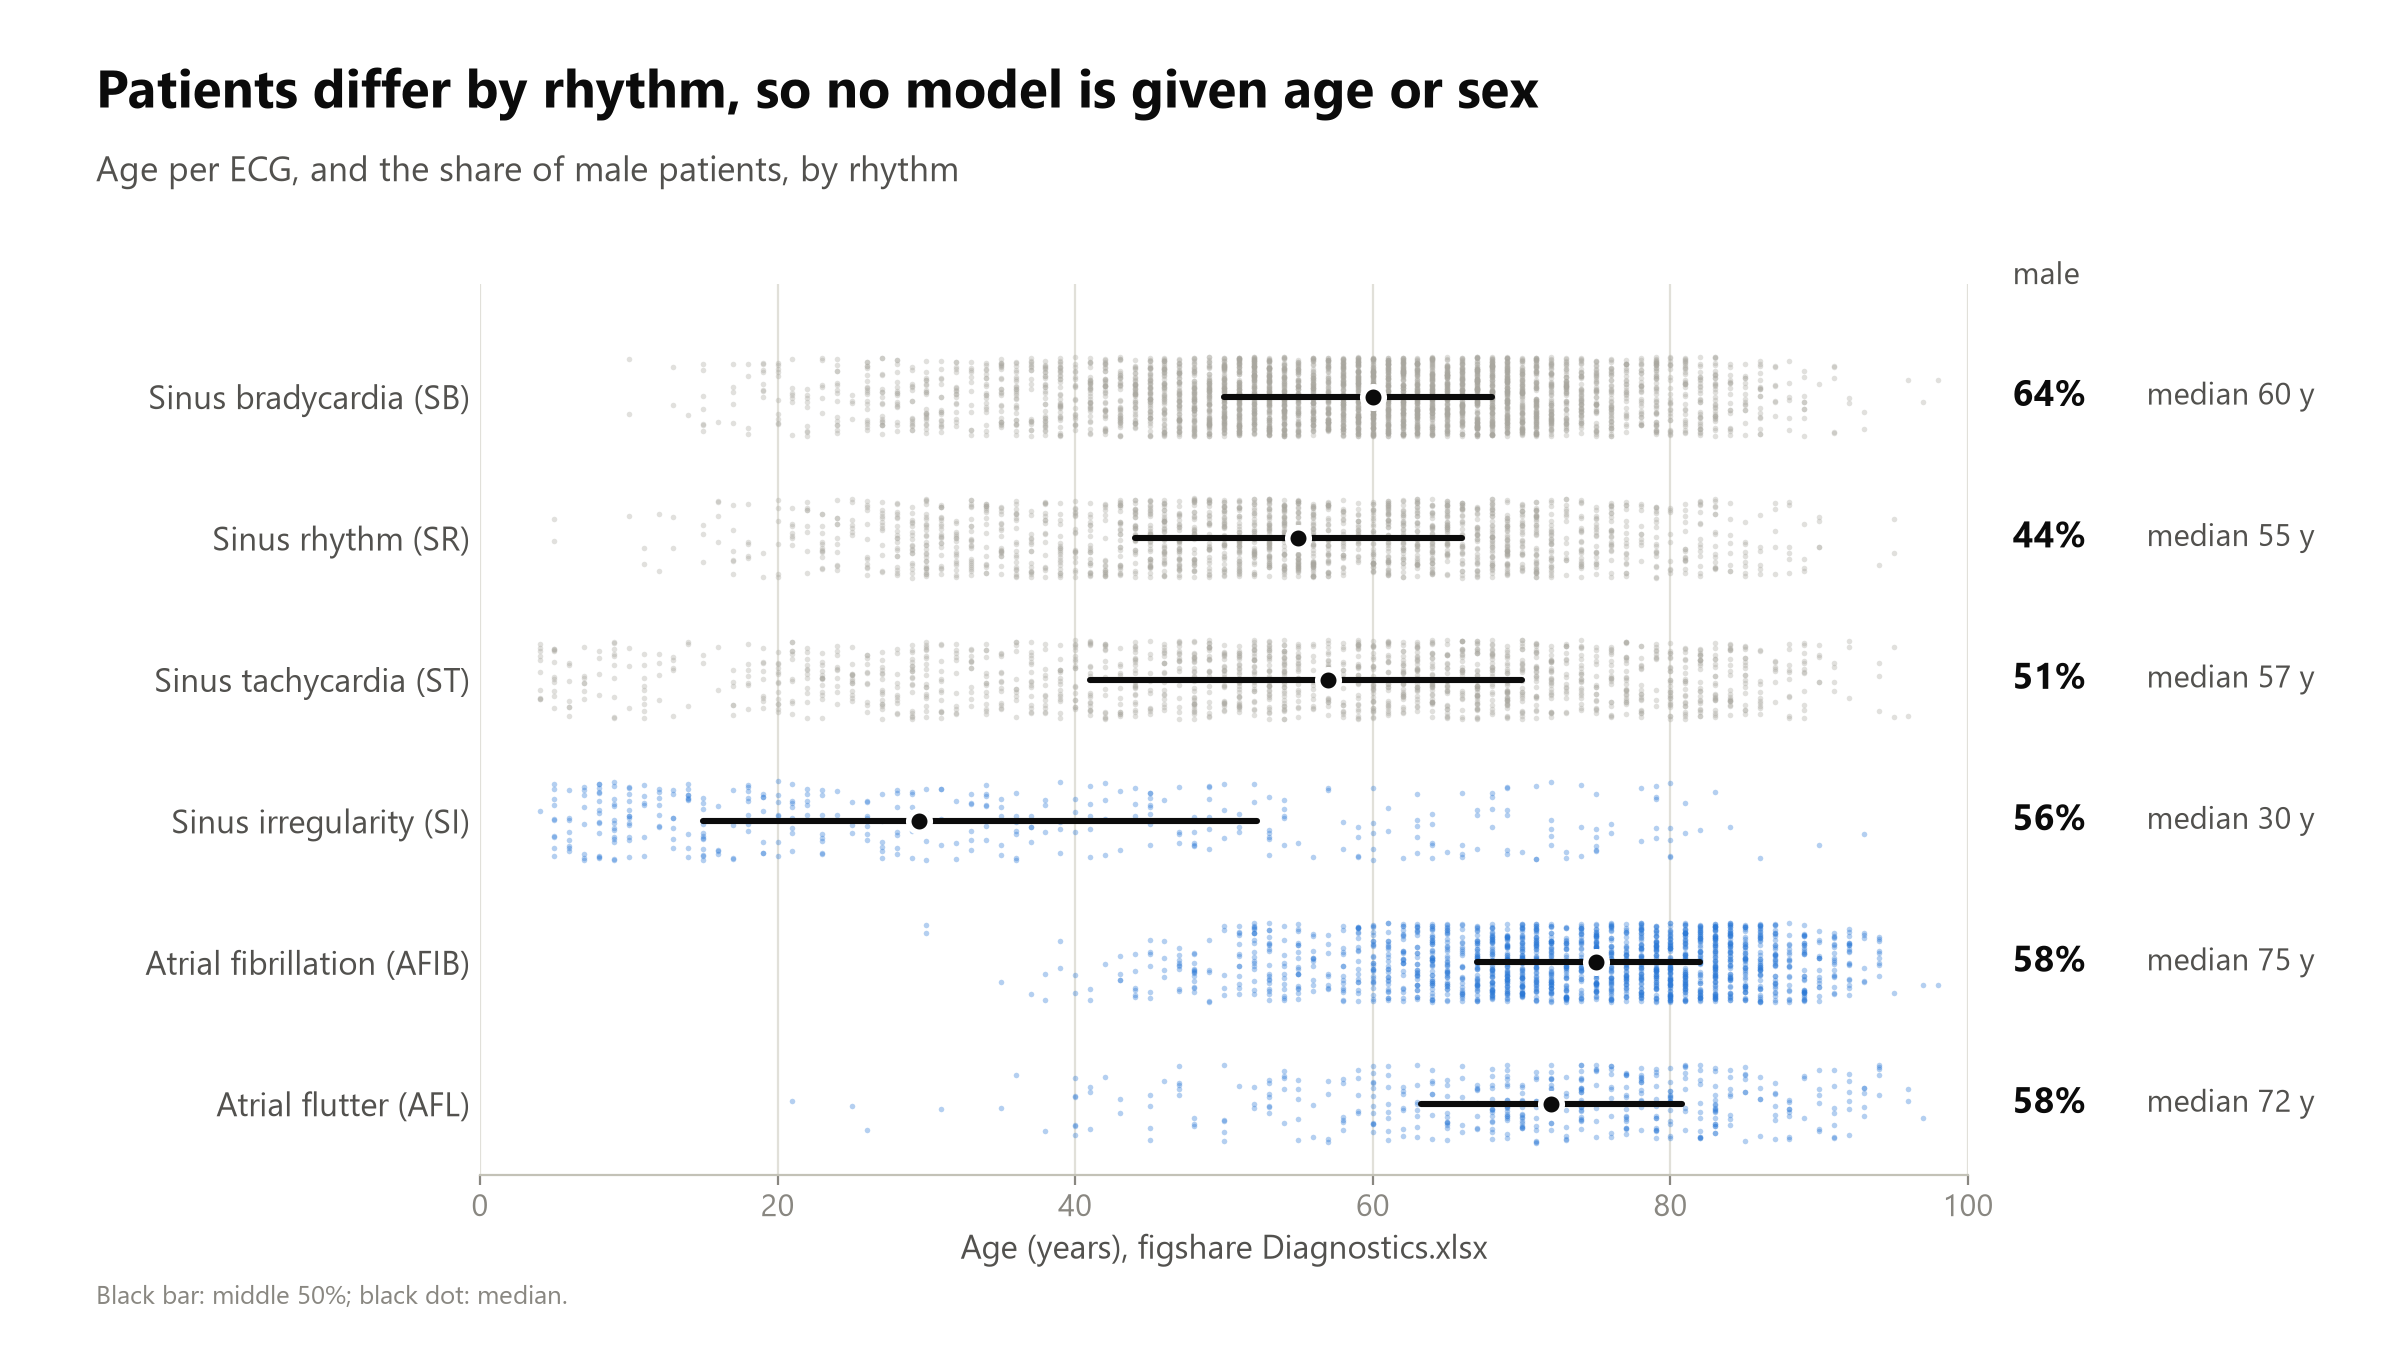 Patients differ by rhythm, so no model is given age or sex
Age per ECG, and the share of male patients, by rhythm
male
Sinus bradycardia (SB) 64% median 60 y
Sinus rhythm (SR) 44% median 55 y
Sinus tachycardia (ST) 51% median 57 y
Sinus irregularity (SI) 56% median 30 y
Atrial fibrillation (AFIB) 58% median 75 y
Atrial flutter (AFL) 58% median 72 y
0 20 40 60 80 100
Age (years), figshare Diagnostics.xlsx
Black bar: middle 50%; black dot: median.